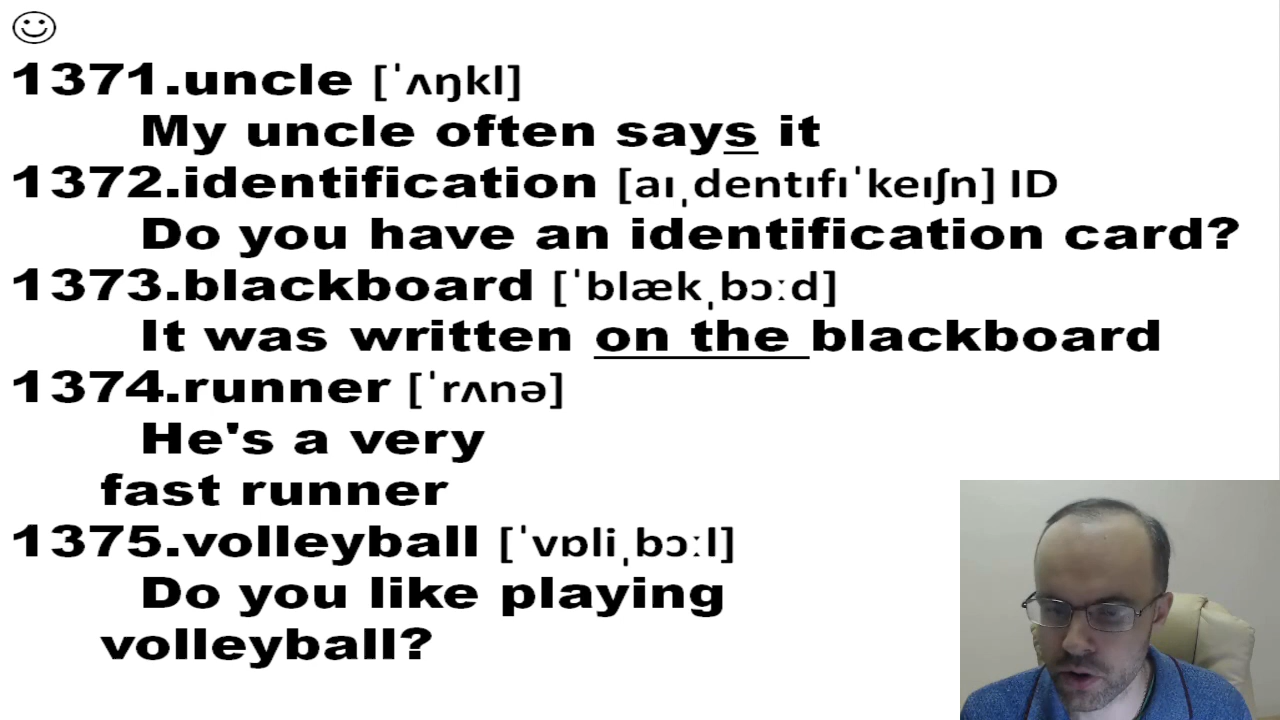 1371.uncle [ˈʌŋkl]
My uncle often says it
1372.identification [aɪˌdentɪfɪˈkeɪʃn] ID
Do you have an identification card?
1373.blackboard [ˈblækˌbɔːd]
It was written on the blackboard
1374.runner [ˈrʌnə]
He's a very
fast runner
1375.volleyball [ˈvɒliˌbɔːl]
Do you like playing
volleyball?